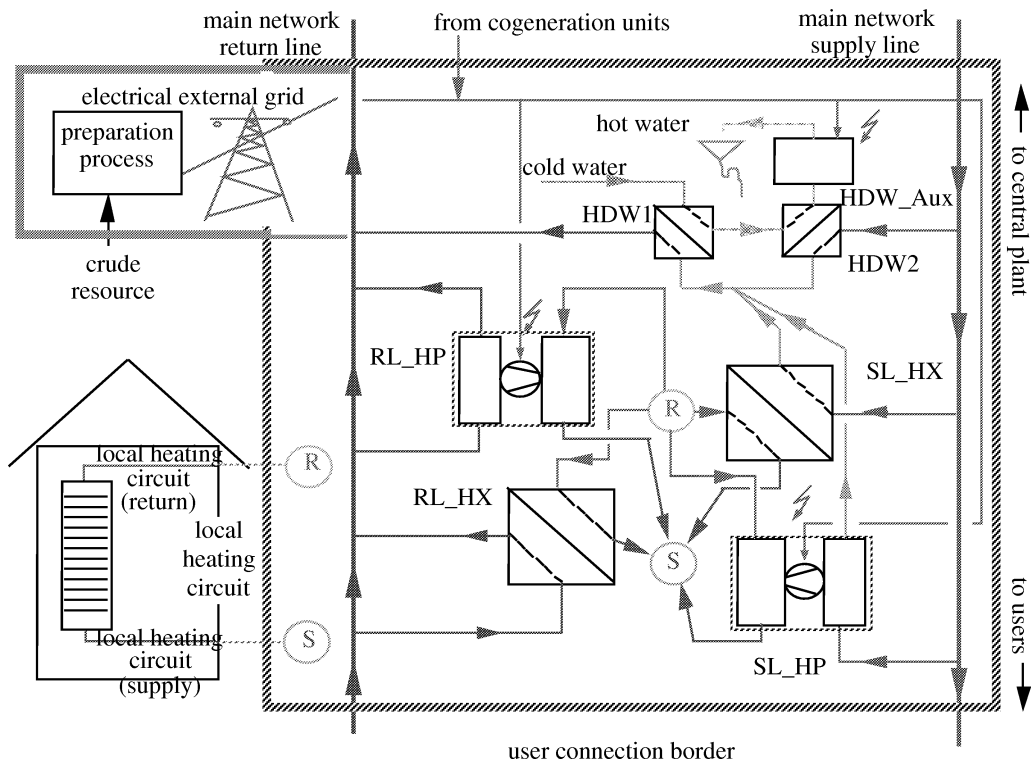 main network
return line
from cogeneration units
main network
supply line
electrical external grid
preparation
process
hot water
cold water
HDW_Aux
HDW1
HDW2
crude
resource
to central plant
RL_HP
SL_HX
R
local heating
circuit
(return)
R
RL_HX
local
heating
circuit
S
S
local heating
circuit
(supply)
SL_HP
to users
user connection border